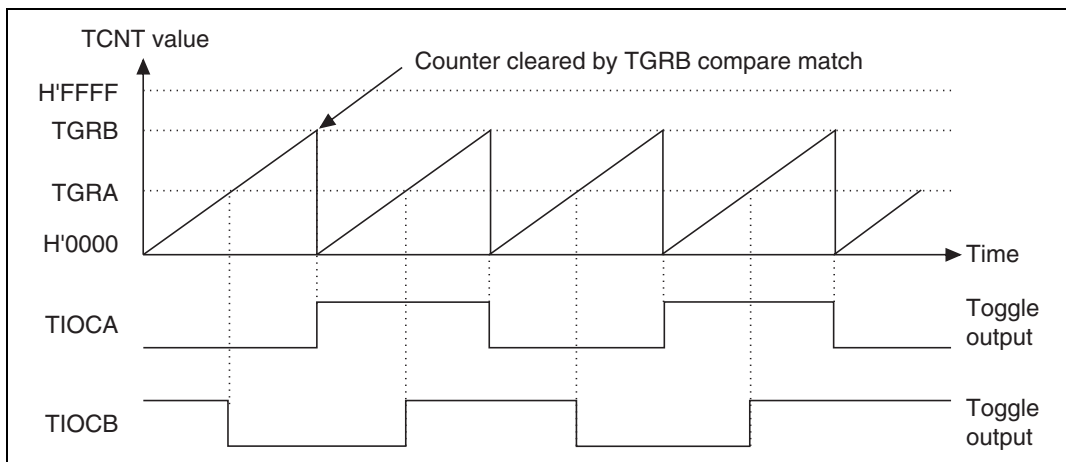 TCNT value
Counter cleared by TGRB compare match
H'FFFF
TGRB
TGRA
H'0000
Time
TIOCA
Toggle
output
TIOCB
Toggle
output